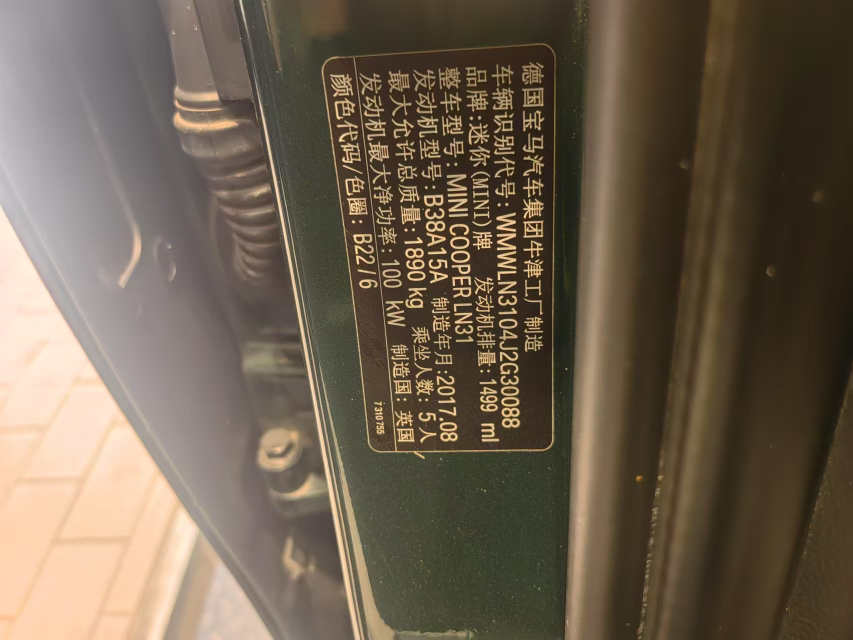 德国宝马汽车集团牛津工厂制造
车辆识别代号: WMWLN3104J2G30088
品牌:迷你(MINI)牌 发动机排量: 1499 ml
整车型号: MINI COOPER LN31
发动机型号: B38A15A 制造年月:2017.08
最大允许总质量: 1890 kg 乘坐人数: 5人
发动机最大净功率: 100 kW 制造国: 英国
颜色代码/色圈: B22/6 7310755